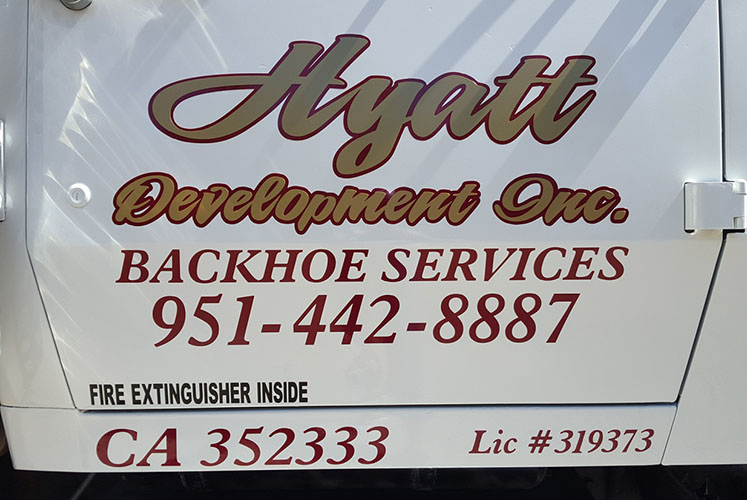 Hyatt
Development Inc.
BACKHOE SERVICES
951-442-8887
FIRE EXTINGUISHER INSIDE
CA 352333
Lic #319373